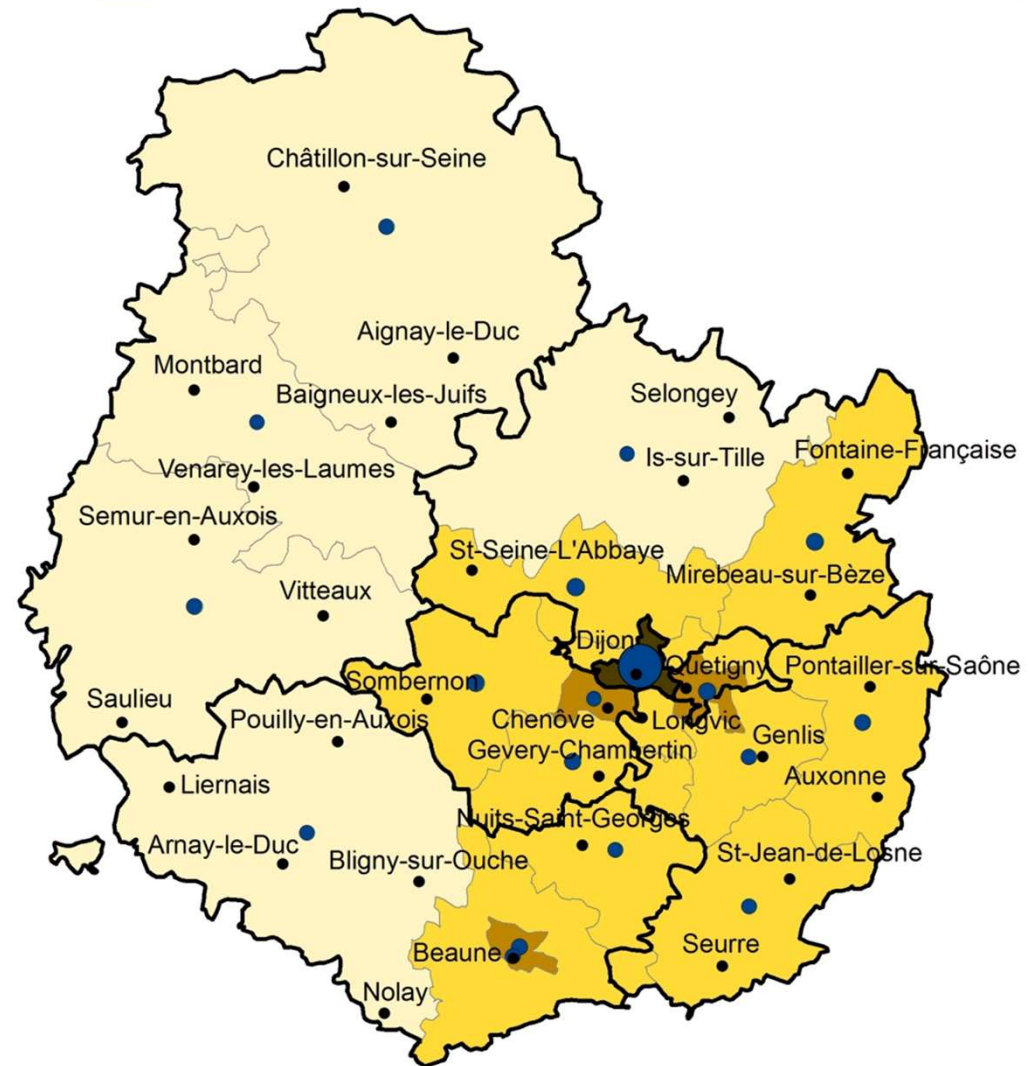 Châtillon-sur-Seine
Aignay-le-Duc
Montbard
Baigneux-les-Juifs
Selongey
Is-sur-Tille
Fontaine-Française
Venarey-les-Laumes
Semur-en-Auxois
St-Seine-L'Abbaye
Mirebeau-sur-Bèze
Vitteaux
Dijon
Quetigny
Pontailler-sur-Saône
Sombernon
Saulieu
Pouilly-en-Auxois
Chenôve
Longvic
Genlis
Gevery-Chambertin
Liernais
Auxonne
Nuits-Saint-Georges
Arnay-le-Duc
Bligny-sur-Ouche
St-Jean-de-Losne
Beaune
Seurre
Nolay